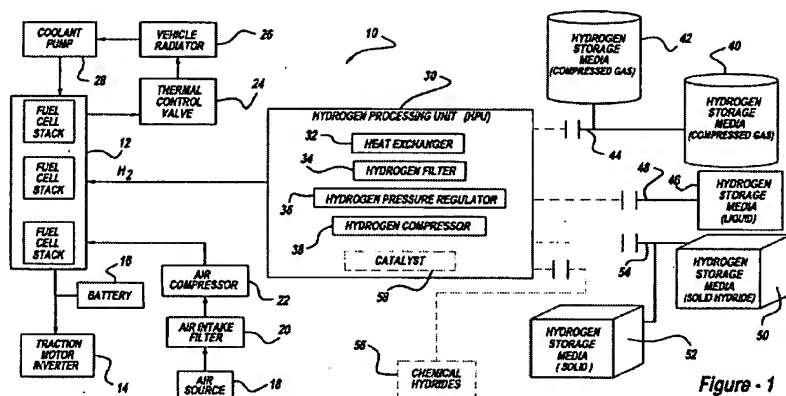 COOLANT
PUMP
28
VEHICLE
RADIATOR
26
THERMAL
CONTROL
VALVE
24
10
FUEL
CELL
STACK
12
FUEL
CELL
STACK
FUEL
CELL
STACK
H2
16
BATTERY
TRACTION
MOTOR
INVERTER
14
AIR
COMPRESSOR
22
AIR INTAKE
FILTER
20
AIR
SOURCE
18
30
HYDROGEN PROCESSING UNIT (HPU)
32
HEAT EXCHANGER
34
HYDROGEN FILTER
36
HYDROGEN PRESSURE REGULATOR
HYDROGEN COMPRESSOR
38
CATALYST
58
HYDROGEN
STORAGE
MEDIA
(COMPRESSED GAS)
42
40
HYDROGEN
STORAGE
MEDIA
(COMPRESSED GAS)
44
48
46
HYDROGEN
STORAGE
MEDIA
(LIQUID)
54
HYDROGEN
STORAGE
MEDIA
(SOLID HYDRIDE)
50
HYDROGEN
STORAGE
MEDIA
(SOLID)
52
56
CHEMICAL
HYDRIDES
Figure - 1